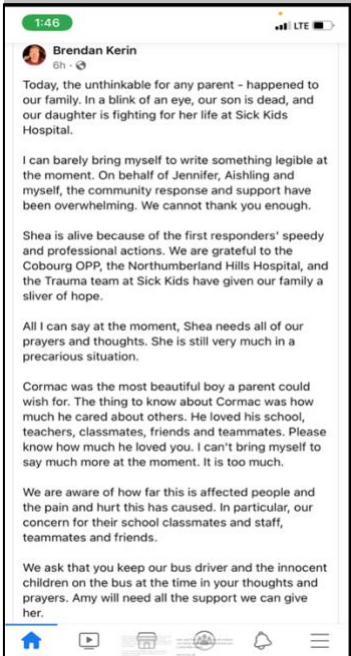 1:46
LTE
Brendan Kerin
6h ·
Today, the unthinkable for any parent - happened to
our family. In a blink of an eye, our son is dead, and
our daughter is fighting for her life at Sick Kids
Hospital.
I can barely bring myself to write something legible at
the moment. On behalf of Jennifer, Aishling and
myself, the community response and support have
been overwhelming. We cannot thank you enough.
Shea is alive because of the first responders' speedy
and professional actions. We are grateful to the
Cobourg OPP, the Northumberland Hills Hospital, and
the Trauma team at Sick Kids have given our family a
sliver of hope.
All I can say at the moment, Shea needs all of our
prayers and thoughts. She is still very much in a
precarious situation.
Cormac was the most beautiful boy a parent could
wish for. The thing to know about Cormac was how
much he cared about others. He loved his school,
teachers, classmates, friends and teammates. Please
know how much he loved you. I can't bring myself to
say much more at the moment. It is too much.
We are aware of how far this is affected people and
the pain and hurt this has caused. In particular, our
concern for their school classmates and staff,
teammates and friends.
We ask that you keep our bus driver and the innocent
children on the bus at the time in your thoughts and
prayers. Amy will need all the support we can give
her.